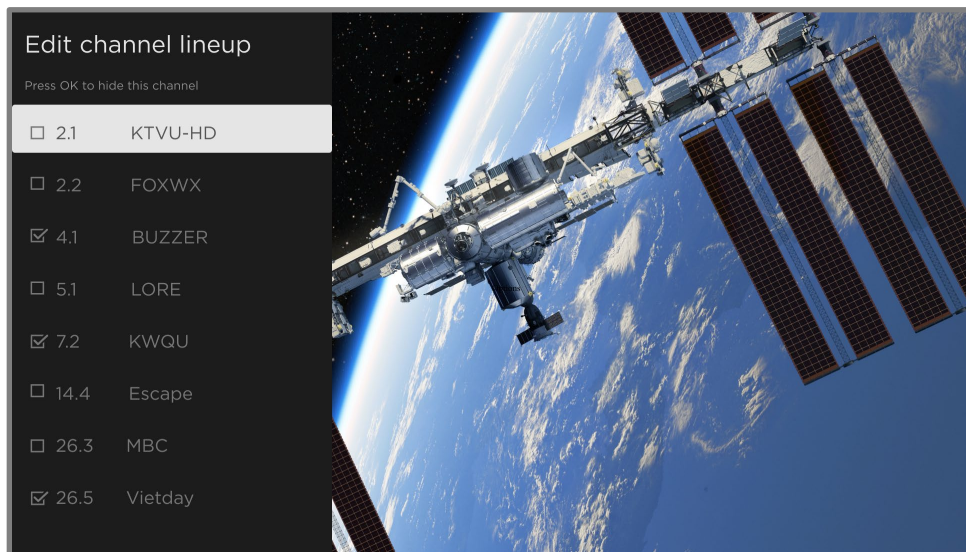 Edit channel lineup
Press OK to hide this channel
2.1 KTVU-HD
2.2 FOXWX
4.1 BUZZER
5.1 LORE
7.2 KWQU
14.4 Escape
26.3 MBC
26.5 Vietday